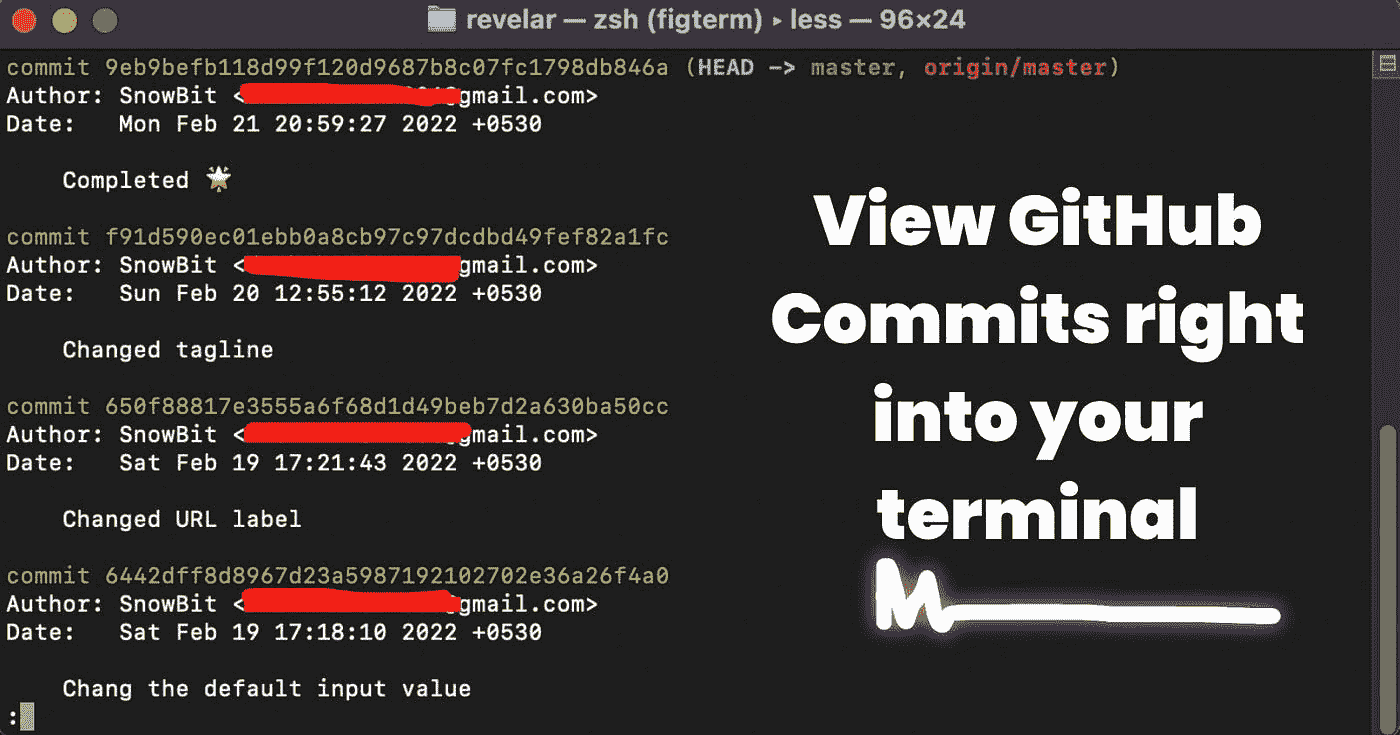 revelar — zsh (figterm) ▸ less — 96×24
commit 9eb9befb118d99f120d9687b8c07fc1798db846a (HEAD -> master, origin/master)
Author: SnowBit < @gmail.com>
Date:   Mon Feb 21 20:59:27 2022 +0530
Completed 🌟
commit f91d590ec01ebb0a8cb97c97dcdbd49fef82a1fc
Author: SnowBit < gmail.com>
Date:   Sun Feb 20 12:55:12 2022 +0530
Changed tagline
commit 650f88817e3555a6f68d1d49beb7d2a630ba50cc
Author: SnowBit < gmail.com>
Date:   Sat Feb 19 17:21:43 2022 +0530
Changed URL label
commit 6442dff8d8967d23a5987192102702e36a26f4a0
Author: SnowBit < @gmail.com>
Date:   Sat Feb 19 17:18:10 2022 +0530
Chang the default input value
:
View GitHub
Commits right
into your
terminal